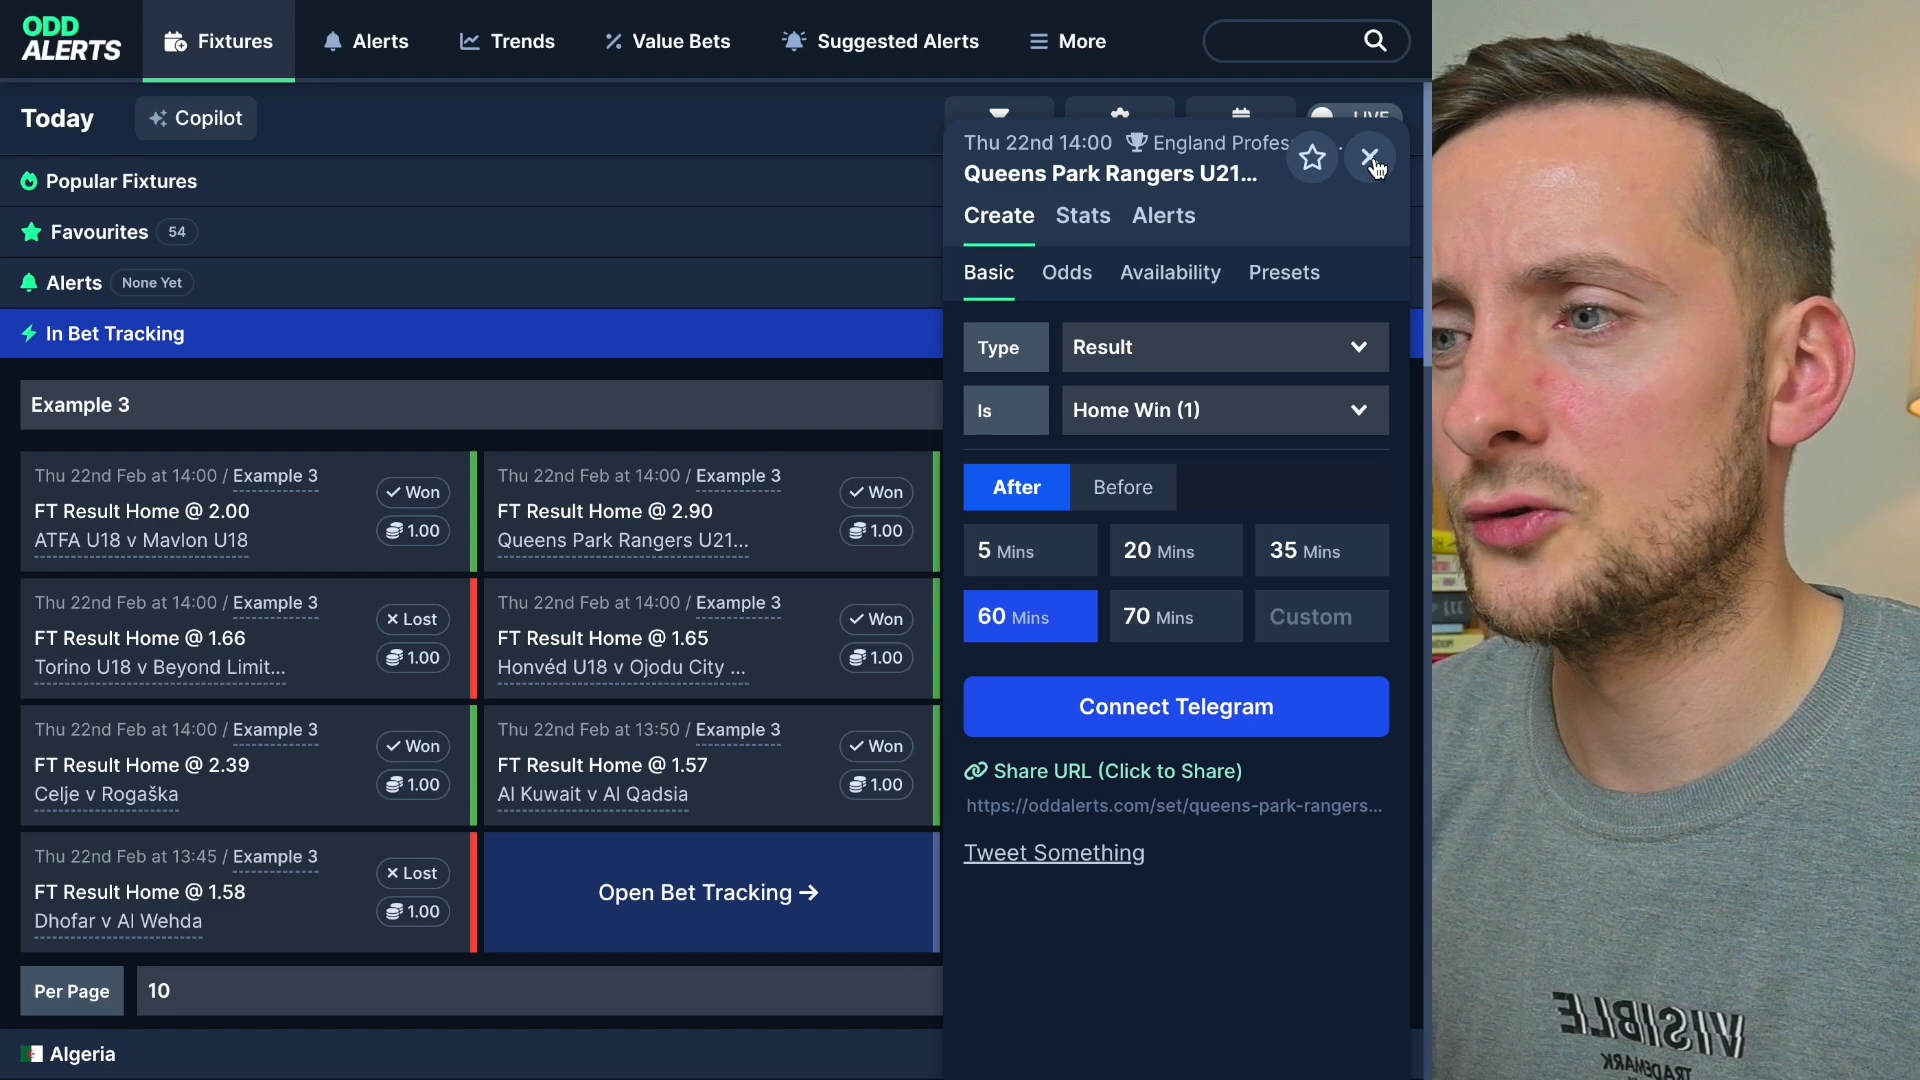 ODD
ALERTS
Fixtures
Alerts
Trends
Value Bets
Suggested Alerts
More
Today
Copilot
LIVE
Popular Fixtures
Favourites 54
Alerts None Yet
In Bet Tracking
Example 3
Thu 22nd Feb at 14:00 / Example 3
Won
FT Result Home @ 2.00
1.00
ATFA U18 v Mavlon U18
Thu 22nd Feb at 14:00 / Example 3
Won
FT Result Home @ 2.90
1.00
Queens Park Rangers U21...
Thu 22nd Feb at 14:00 / Example 3
Lost
FT Result Home @ 1.66
1.00
Torino U18 v Beyond Limit...
Thu 22nd Feb at 14:00 / Example 3
Won
FT Result Home @ 1.65
1.00
Honvéd U18 v Ojodu City ...
Thu 22nd Feb at 14:00 / Example 3
Won
FT Result Home @ 2.39
1.00
Celje v Rogaška
Thu 22nd Feb at 13:50 / Example 3
Won
FT Result Home @ 1.57
1.00
Al Kuwait v Al Qadsia
Thu 22nd Feb at 13:45 / Example 3
Lost
FT Result Home @ 1.58
1.00
Dhofar v Al Wehda
Open Bet Tracking →
Per Page
10
Algeria
Thu 22nd 14:00 England Profes
Queens Park Rangers U21...
Create Stats Alerts
Basic Odds Availability Presets
Type Result
Is Home Win (1)
After Before
5 Mins 20 Mins 35 Mins
60 Mins 70 Mins Custom
Connect Telegram
Share URL (Click to Share)
https://oddalerts.com/set/queens-park-rangers...
Tweet Something
VISIBLE
TRADEMARK